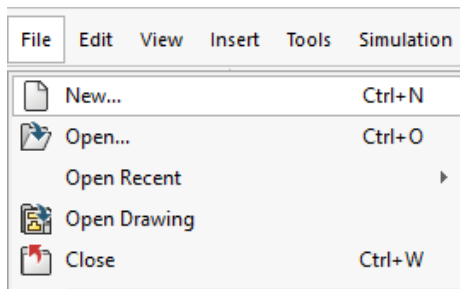 File Edit View Insert Tools Simulation
New... Ctrl+N
Open... Ctrl+O
Open Recent
Open Drawing
Close Ctrl+W